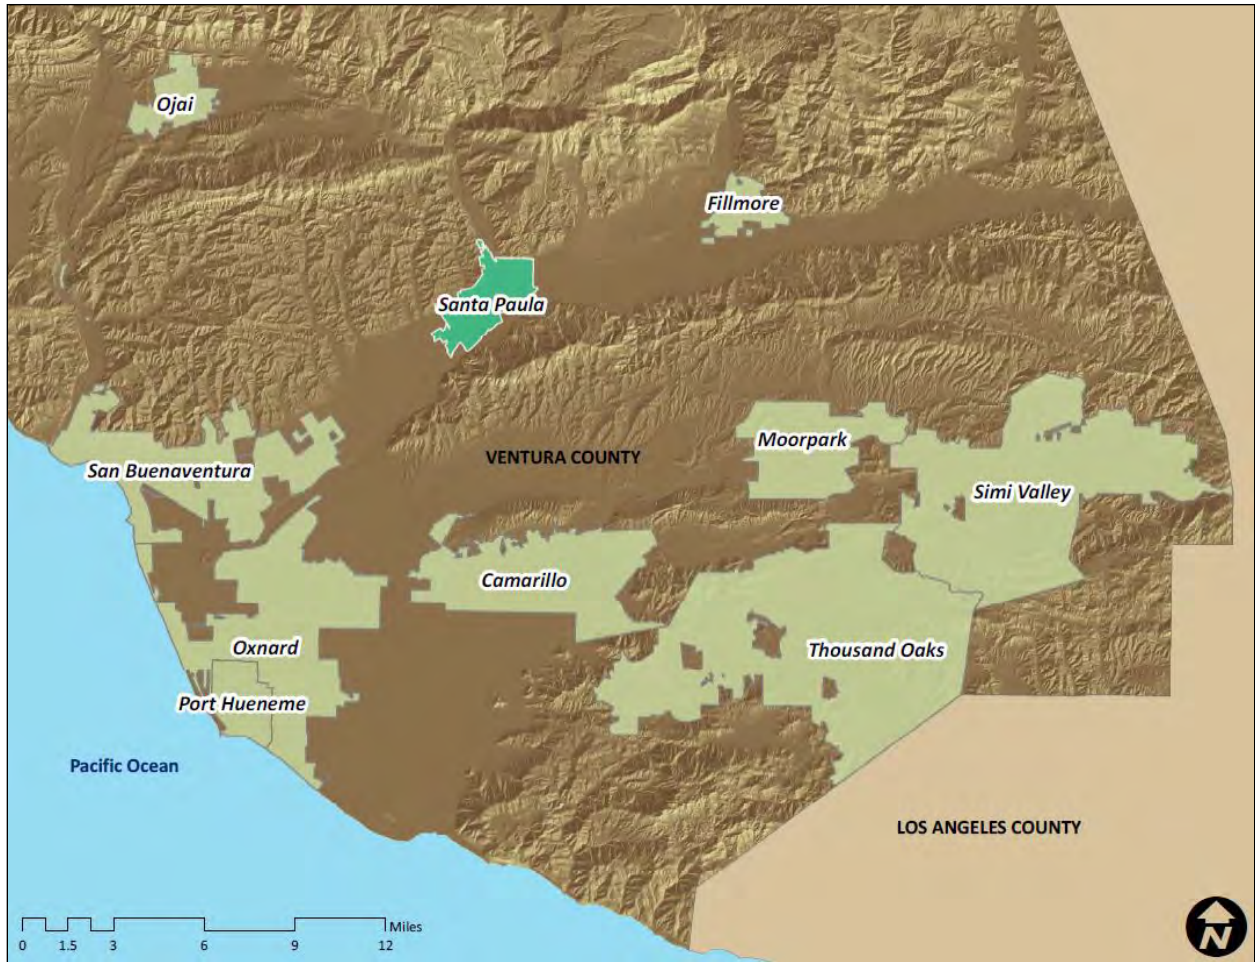 Ojai
Fillmore
Santa Paula
Moorpark
VENTURA COUNTY
San Buenaventura
Simi Valley
Camarillo
Oxnard
Thousand Oaks
Port Hueneme
Pacific Ocean
LOS ANGELES COUNTY
Miles
0 1.5 3 6 9 12
N